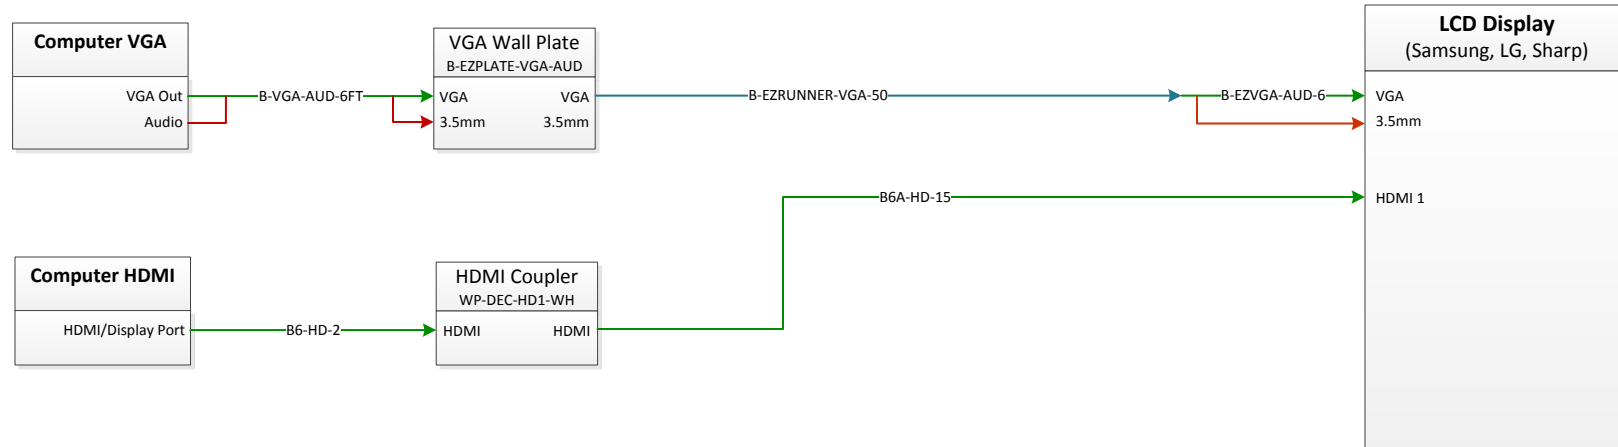 Computer VGA
VGA Out
Audio
B-VGA-AUD-6FT
VGA Wall Plate
B-EZPLATE-VGA-AUD
VGA VGA
3.5mm 3.5mm
B-EZRUNNER-VGA-50
B-EZVGA-AUD-6
LCD Display
(Samsung, LG, Sharp)
VGA
3.5mm
HDMI 1
B6A-HD-15
Computer HDMI
HDMI/Display Port
B6-HD-2
HDMI Coupler
WP-DEC-HD1-WH
HDMI HDMI